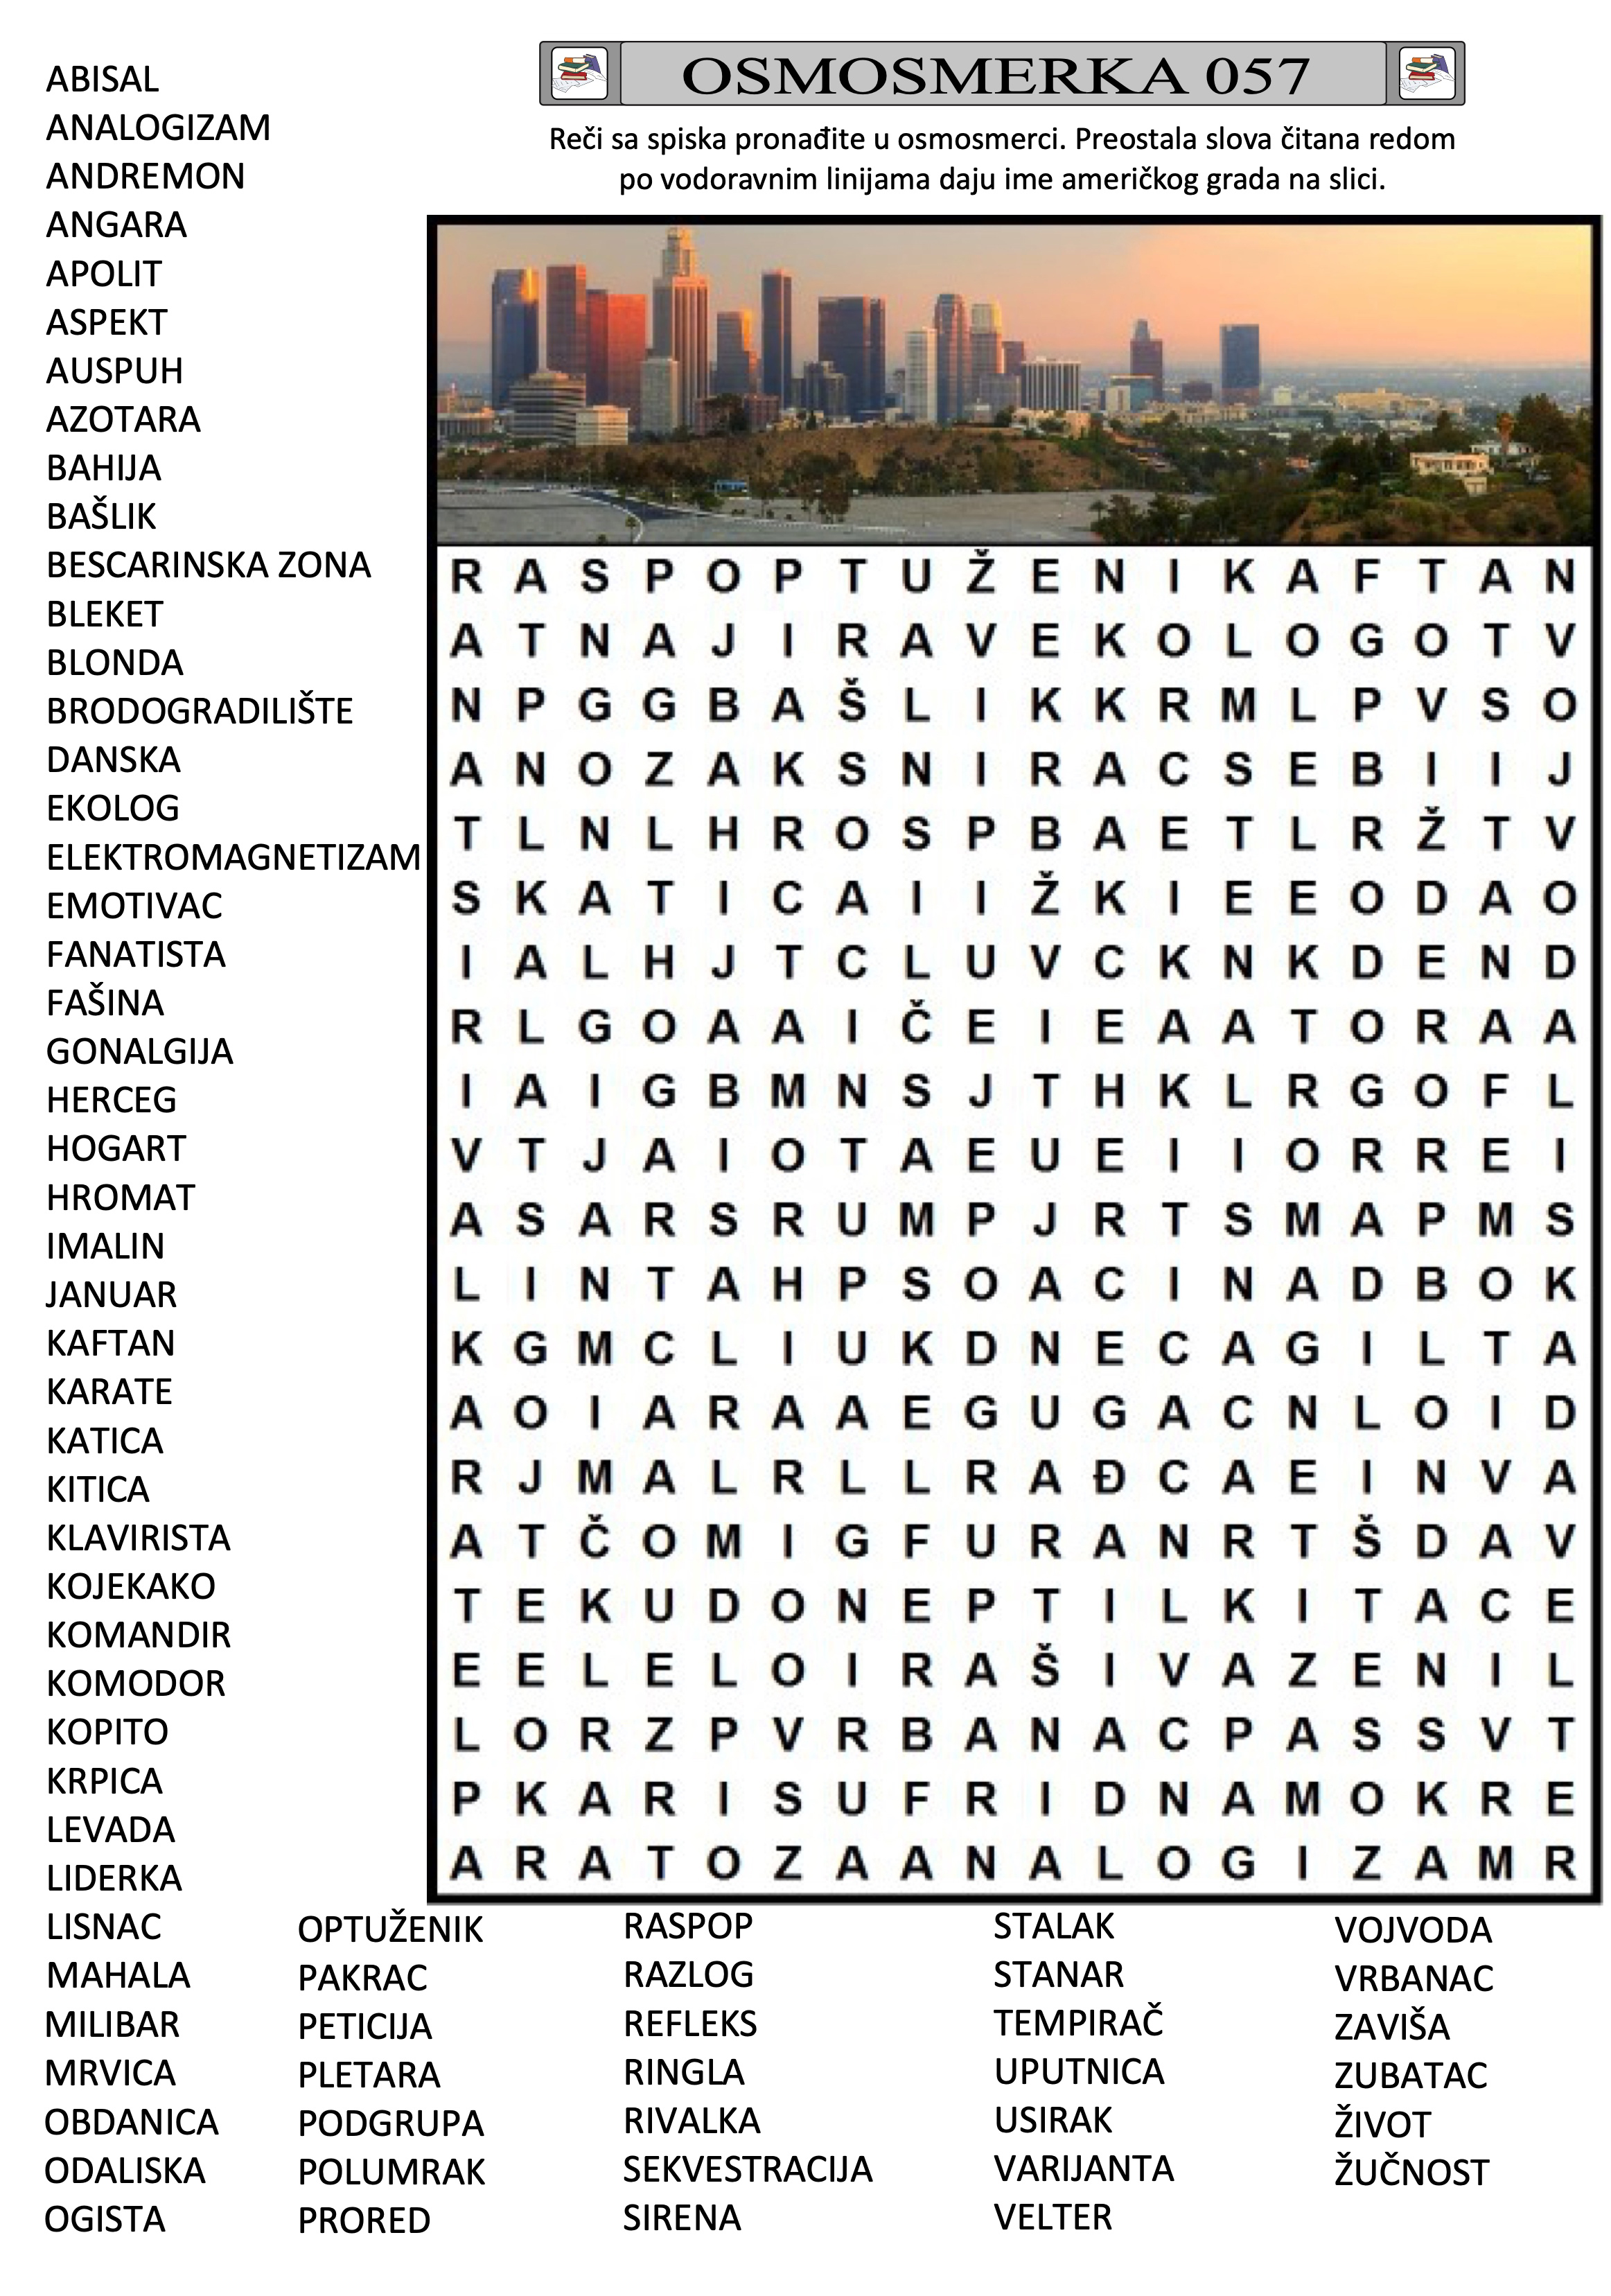 OSMOSMERKA 057
Reči sa spiska pronađite u osmosmerci. Preostala slova čitana redom
po vodoravnim linijama daju ime američkog grada na slici.
ABISAL
ANALOGIZAM
ANDREMON
ANGARA
APOLIT
ASPEKT
AUSPUH
AZOTARA
BAHIJA
BAŠLIK
BESCARINSKA ZONA
BLEKET
BLONDA
BRODOGRADILIŠTE
DANSKA
EKOLOG
ELEKTROMAGNETIZAM
EMOTIVAC
FANATISTA
FAŠINA
GONALGIJA
HERCEG
HOGART
HROMAT
IMALIN
JANUAR
KAFTAN
KARATE
KATICA
KITICA
KLAVIRISTA
KOJEKAKO
KOMANDIR
KOMODOR
KOPITO
KRPICA
LEVADA
LIDERKA
LISNAC
MAHALA
MILIBAR
MRVICA
OBDANICA
ODALISKA
OGISTA
R A S P O P T U Ž E N I K A F T A N
A T N A J I R A V E K O L O G O T V
N P G G B A Š L I K K R M L P V S O
A N O Z A K S N I R A C S E B I I J
T L N L H R O S P B A E T L R Ž T V
S K A T I C A I I Ž K I E E O D A O
I A L H J T C L U V C K N K D E N D
R L G O A A I Č E I E A A T O R A A
I A I G B M N S J T H K L R G O F L
V T J A I O T A E U E I I O R R E I
A S A R S R U M P J R T S M A P M S
L I N T A H P S O A C I N A D B O K
K G M C L I U K D N E C A G I L T A
A O I A R A A E G U G A C N L O I D
R J M A L R L L R A Đ C A E I N V A
A T Č O M I G F U R A N R T Š D A V
T E K U D O N E P T I L K I T A C E
E E L E L O I R A Š I V A Z E N I L
L O R Z P V R B A N A C P A S S V T
P K A R I S U F R I D N A M O K R E
A R A T O Z A A N A L O G I Z A M R
OPTUŽENIK
PAKRAC
PETICIJA
PLETARA
PODGRUPA
POLUMRAK
PRORED
RASPOP
RAZLOG
REFLEKS
RINGLA
RIVALKA
SEKVESTRACIJA
SIRENA
STALAK
STANAR
TEMPIRAČ
UPUTNICA
USIRAK
VARIJANTA
VELTER
VOJVODA
VRBANAC
ZAVIŠA
ZUBATAC
ŽIVOT
ŽUČNOST